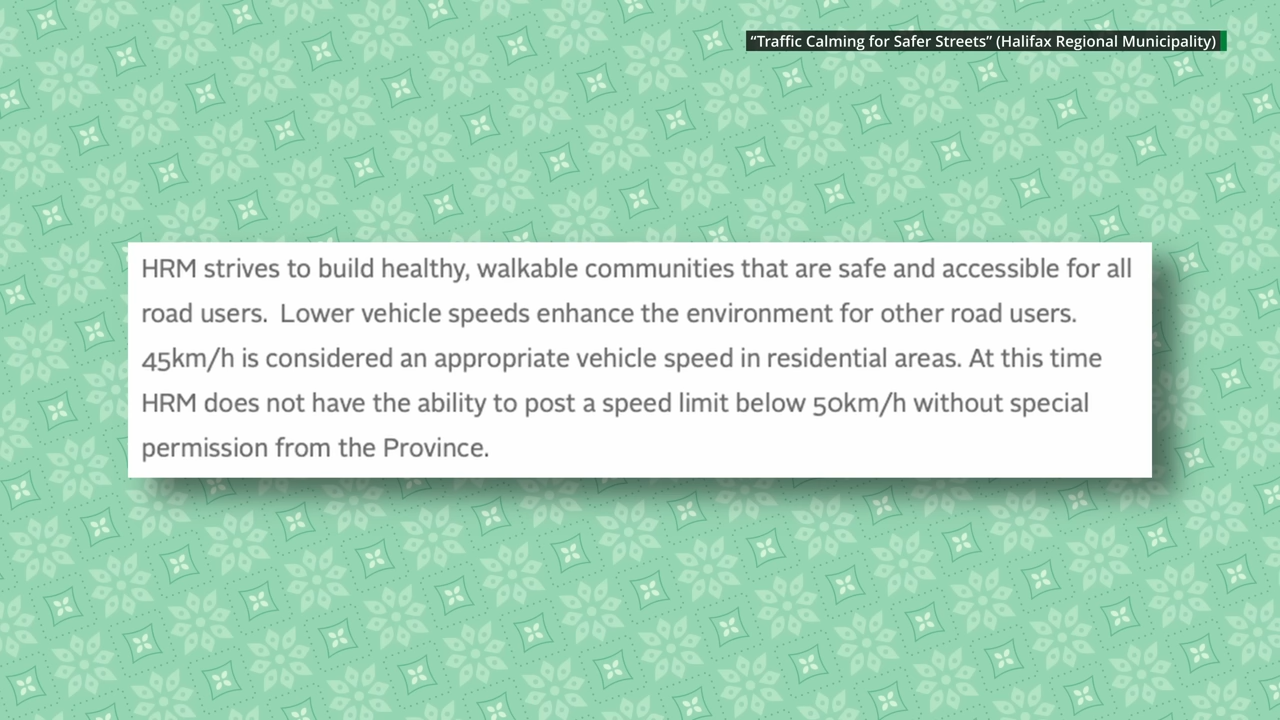 “Traffic Calming for Safer Streets” (Halifax Regional Municipality)
HRM strives to build healthy, walkable communities that are safe and accessible for all
road users.  Lower vehicle speeds enhance the environment for other road users.
45km/h is considered an appropriate vehicle speed in residential areas. At this time
HRM does not have the ability to post a speed limit below 50km/h without special
permission from the Province.